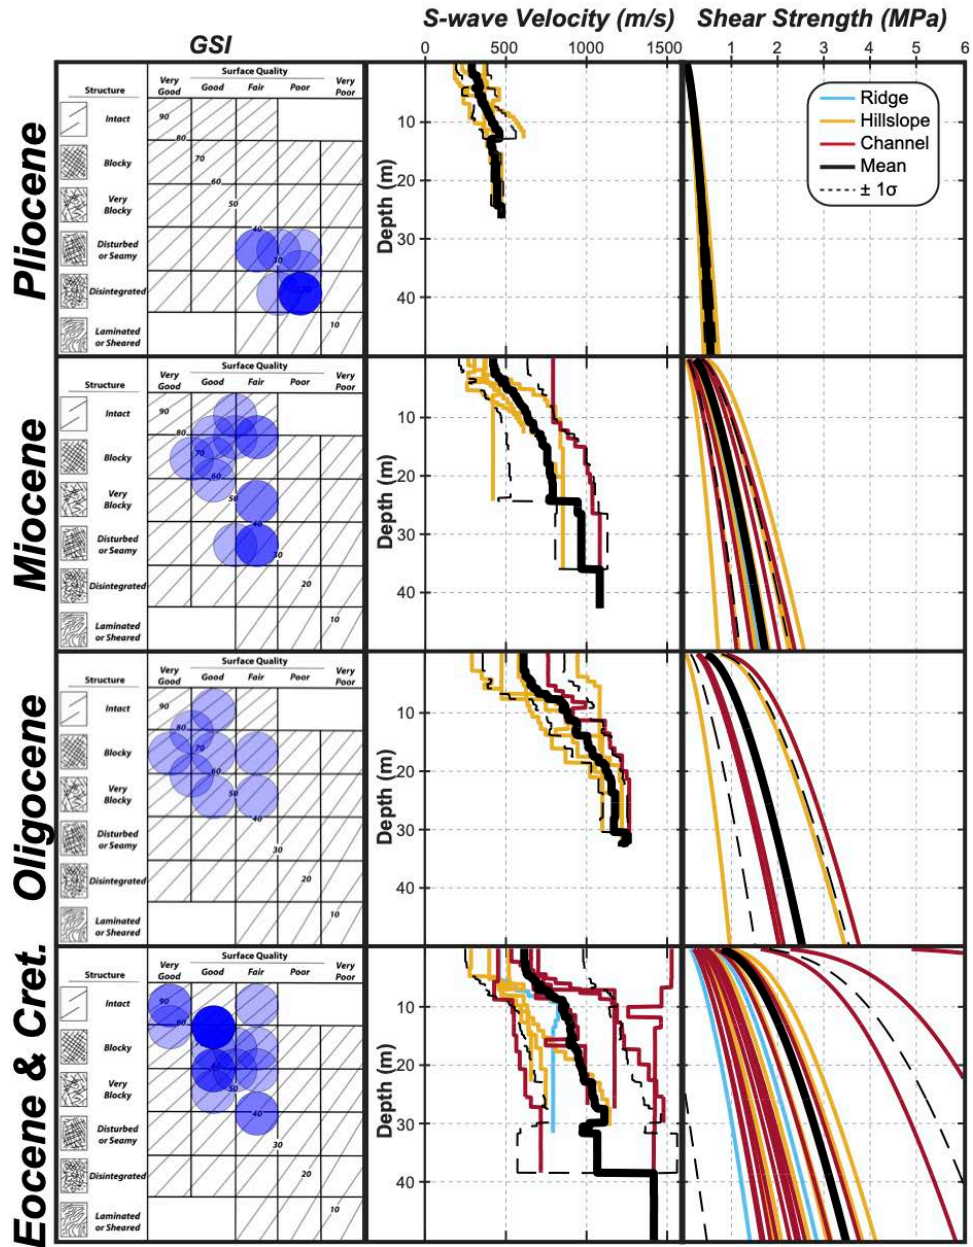 GSI
S-wave Velocity (m/s)
Shear Strength (MPa)
0 500 1000 1500
0 1 2 3 4 5 6
Pliocene
Structure
Surface Quality
Very Good
Good
Fair
Poor
Very Poor
Intact
Blocky
Very Blocky
Disturbed or Seamy
Disintegrated
Laminated or Sheared
90
80
70
60
50
40
30
10
Depth (m)
10
20
30
40
Ridge
Hillslope
Channel
Mean
± 1σ
Miocene
Structure
Surface Quality
Very Good
Good
Fair
Poor
Very Poor
Intact
Blocky
Very Blocky
Disturbed or Seamy
Disintegrated
Laminated or Sheared
90
80
70
60
50
40
30
20
10
Depth (m)
10
20
30
40
Oligocene
Structure
Surface Quality
Very Good
Good
Fair
Poor
Very Poor
Intact
Blocky
Very Blocky
Disturbed or Seamy
Disintegrated
Laminated or Sheared
90
80
70
60
50
40
30
20
10
Depth (m)
10
20
30
40
Eocene & Cret.
Structure
Surface Quality
Very Good
Good
Fair
Poor
Very Poor
Intact
Blocky
Very Blocky
Disturbed or Seamy
Disintegrated
Laminated or Sheared
90
80
60
50
40
30
20
10
Depth (m)
10
20
30
40